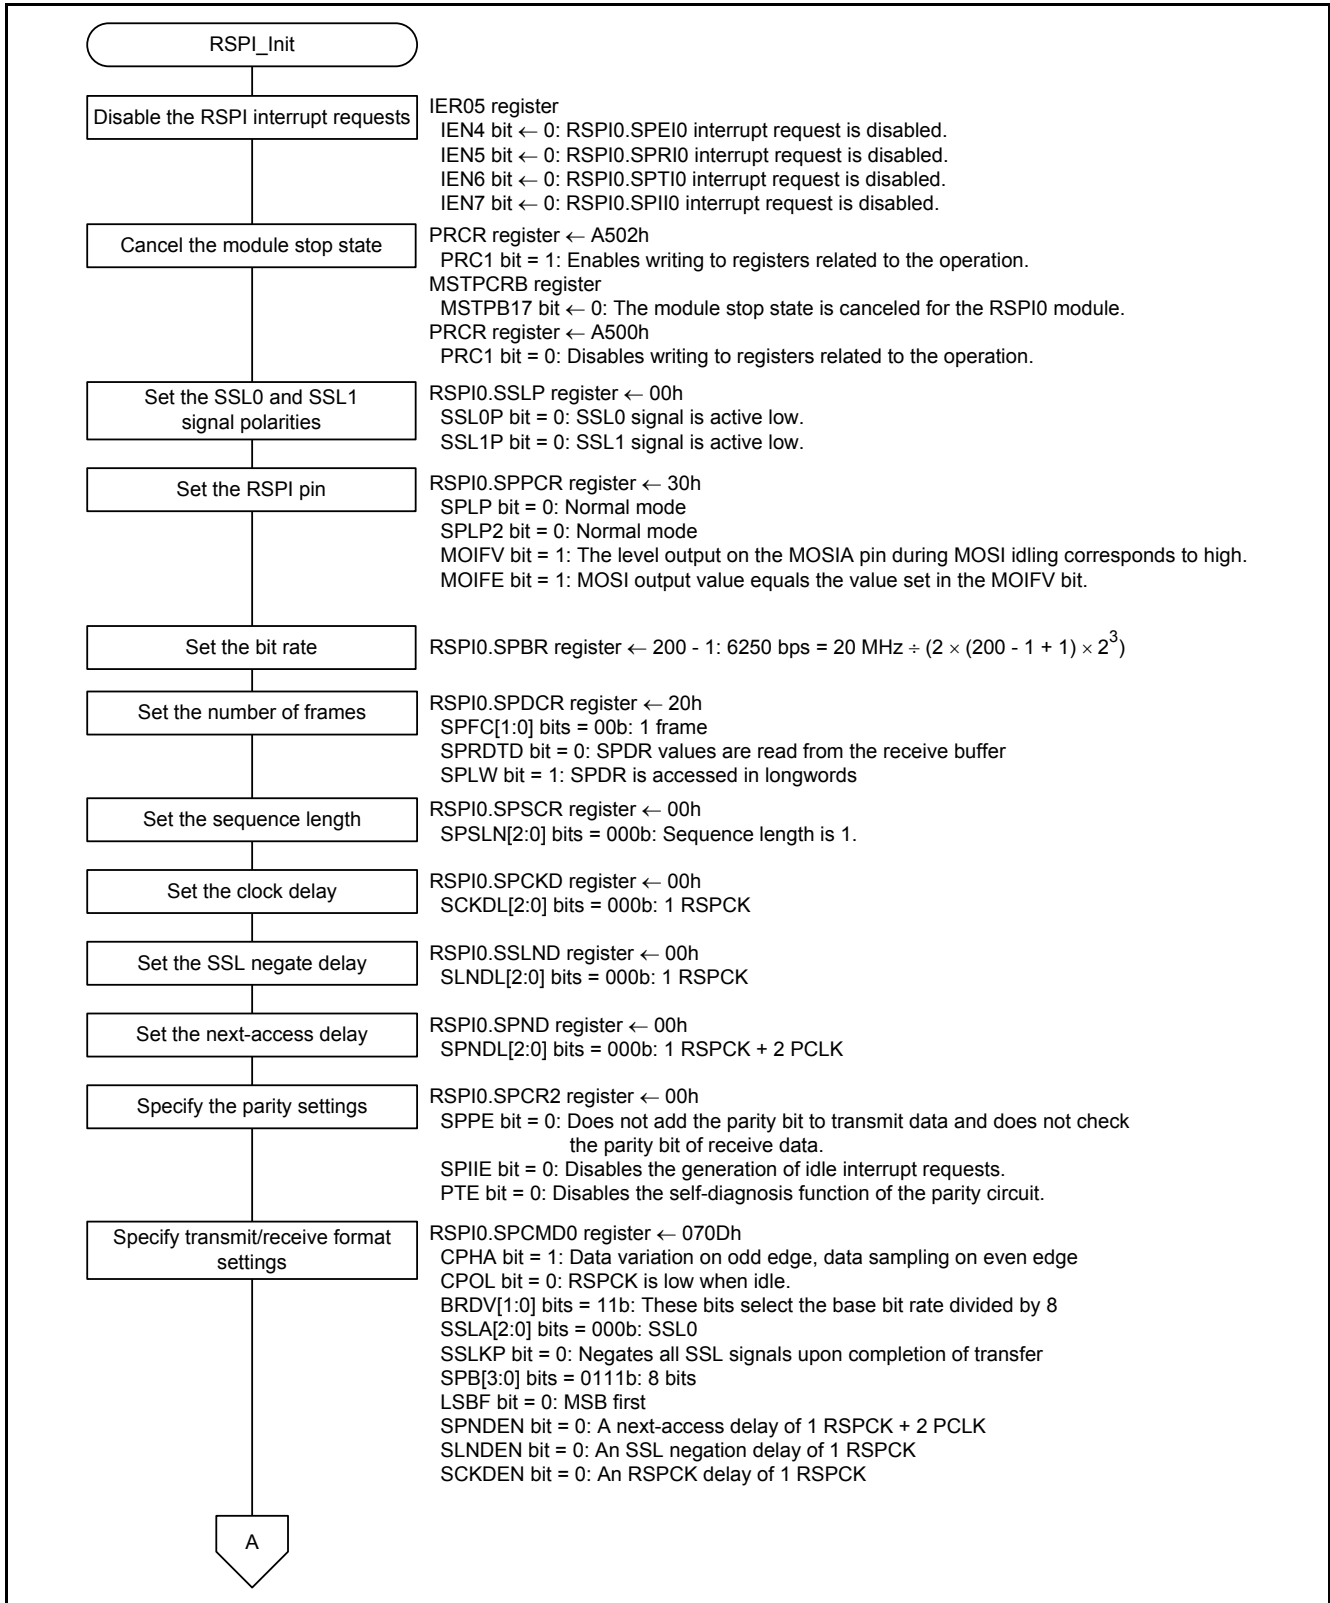 RSPI_Init
Disable the RSPI interrupt requests
IER05 register
IEN4 bit ← 0: RSPI0.SPEI0 interrupt request is disabled.
IEN5 bit ← 0: RSPI0.SPRI0 interrupt request is disabled.
IEN6 bit ← 0: RSPI0.SPTI0 interrupt request is disabled.
IEN7 bit ← 0: RSPI0.SPII0 interrupt request is disabled.
Cancel the module stop state
PRCR register ← A502h
PRC1 bit = 1: Enables writing to registers related to the operation.
MSTPCRB register
MSTPB17 bit ← 0: The module stop state is canceled for the RSPI0 module.
PRCR register ← A500h
PRC1 bit = 0: Disables writing to registers related to the operation.
Set the SSL0 and SSL1
signal polarities
RSPI0.SSLP register ← 00h
SSL0P bit = 0: SSL0 signal is active low.
SSL1P bit = 0: SSL1 signal is active low.
Set the RSPI pin
RSPI0.SPPCR register ← 30h
SPLP bit = 0: Normal mode
SPLP2 bit = 0: Normal mode
MOIFV bit = 1: The level output on the MOSIA pin during MOSI idling corresponds to high.
MOIFE bit = 1: MOSI output value equals the value set in the MOIFV bit.
Set the bit rate
RSPI0.SPBR register ← 200 - 1: 6250 bps = 20 MHz ÷ (2 × (200 - 1 + 1) × 2³)
Set the number of frames
RSPI0.SPDCR register ← 20h
SPFC[1:0] bits = 00b: 1 frame
SPRDTD bit = 0: SPDR values are read from the receive buffer
SPLW bit = 1: SPDR is accessed in longwords
Set the sequence length
RSPI0.SPSCR register ← 00h
SPSLN[2:0] bits = 000b: Sequence length is 1.
Set the clock delay
RSPI0.SPCKD register ← 00h
SCKDL[2:0] bits = 000b: 1 RSPCK
Set the SSL negate delay
RSPI0.SSLND register ← 00h
SLNDL[2:0] bits = 000b: 1 RSPCK
Set the next-access delay
RSPI0.SPND register ← 00h
SPNDL[2:0] bits = 000b: 1 RSPCK + 2 PCLK
Specify the parity settings
RSPI0.SPCR2 register ← 00h
SPPE bit = 0: Does not add the parity bit to transmit data and does not check
the parity bit of receive data.
SPIIE bit = 0: Disables the generation of idle interrupt requests.
PTE bit = 0: Disables the self-diagnosis function of the parity circuit.
Specify transmit/receive format
settings
RSPI0.SPCMD0 register ← 070Dh
CPHA bit = 1: Data variation on odd edge, data sampling on even edge
CPOL bit = 0: RSPCK is low when idle.
BRDV[1:0] bits = 11b: These bits select the base bit rate divided by 8
SSLA[2:0] bits = 000b: SSL0
SSLKP bit = 0: Negates all SSL signals upon completion of transfer
SPB[3:0] bits = 0111b: 8 bits
LSBF bit = 0: MSB first
SPNDEN bit = 0: A next-access delay of 1 RSPCK + 2 PCLK
SLNDEN bit = 0: An SSL negation delay of 1 RSPCK
SCKDEN bit = 0: An RSPCK delay of 1 RSPCK
A